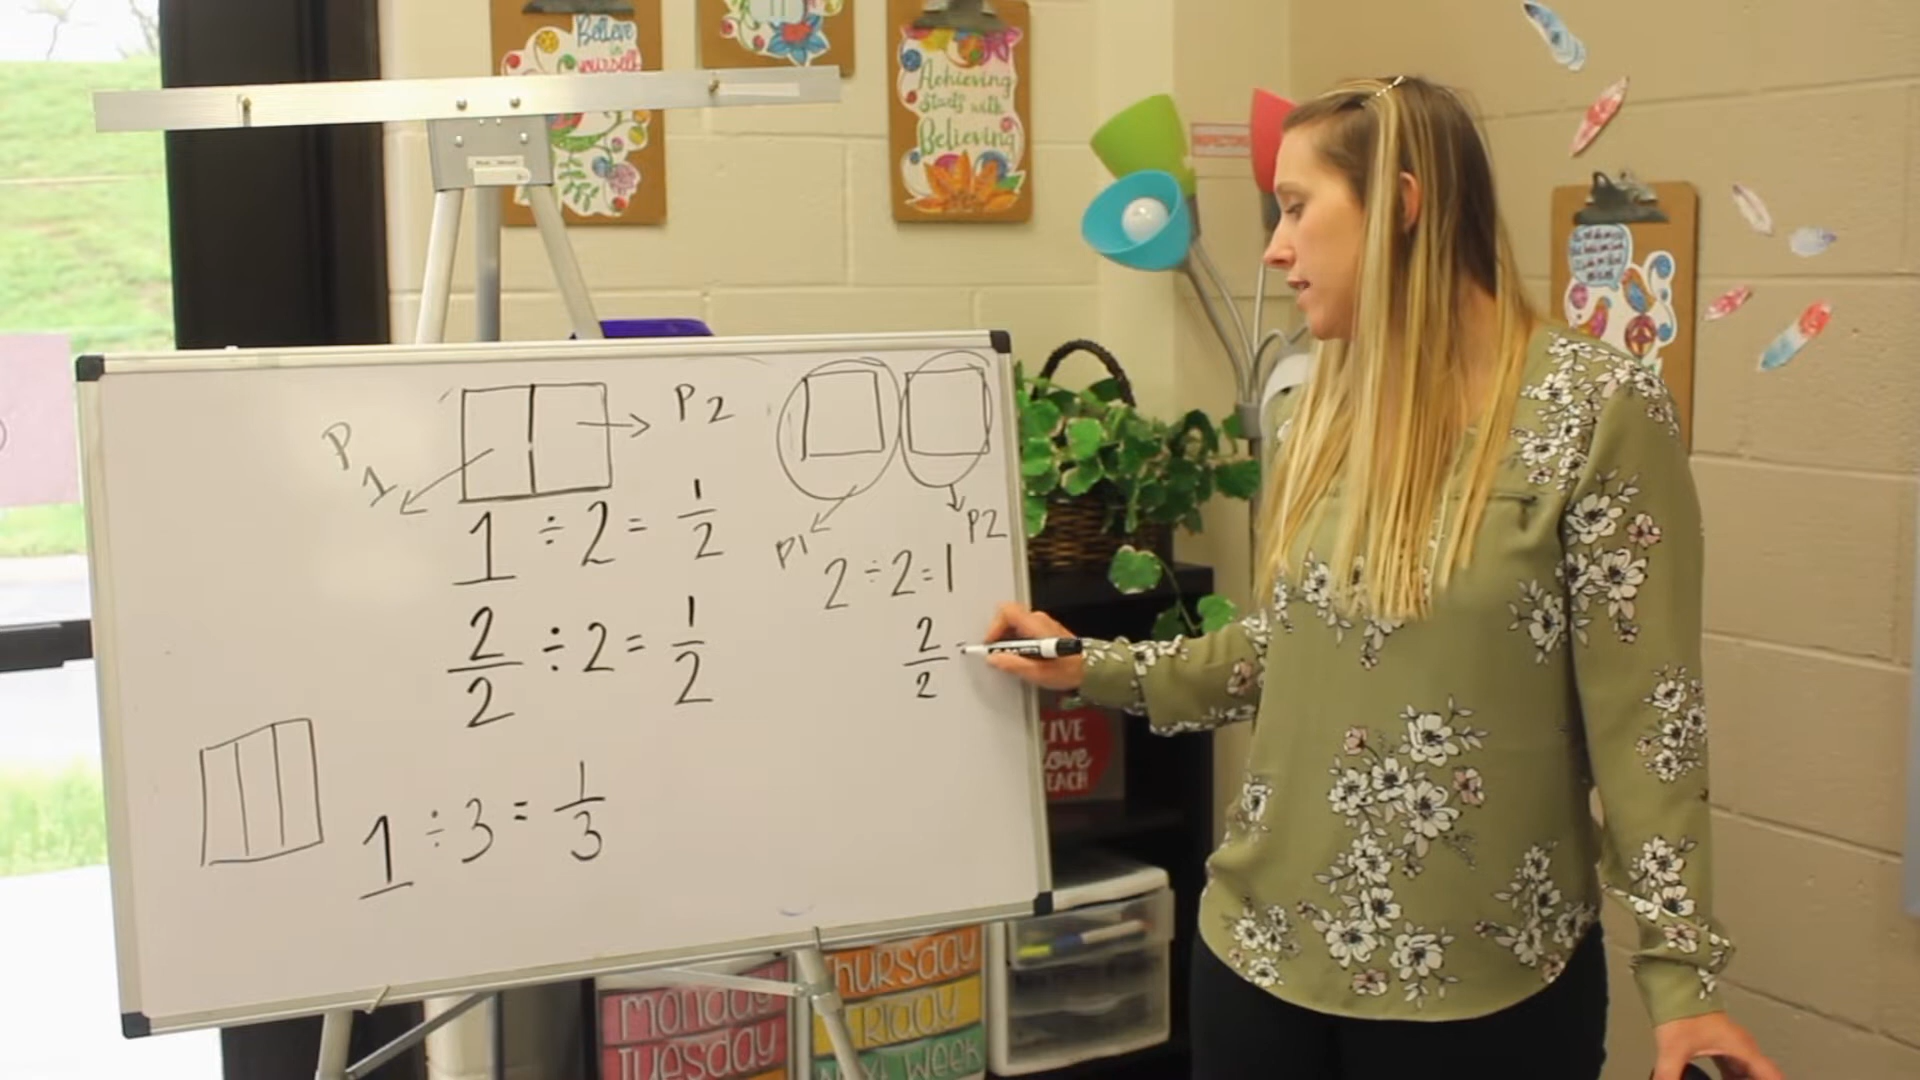 Believe
in
yourself
Achieving
starts with
Believing
P
1
P2
1 ÷ 2 = 1/2
2/2 ÷ 2 = 1/2
1 ÷ 3 = 1/3
P1
P2
2 ÷ 2 = 1
2/2 =
LIVE
Love
TEACH
Monday
Tuesday
Thursday
Friday
Next Week